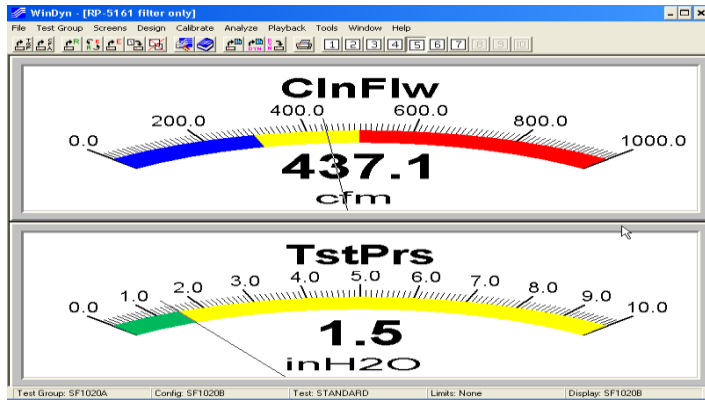 WinDyn - [RP-5161 filter only]
File Test Group Screens Design Calibrate Analyze Playback Tools Window Help
1 2 3 4 5 6 7 8 9 10
ClnFlw
0.0 200.0 400.0 600.0 800.0 1000.0
437.1
cfm
TstPrs
0.0 1.0 2.0 3.0 4.0 5.0 6.0 7.0 8.0 9.0 10.0
1.5
inH2O
Test Group: SF1020A Config: SF1020B Test: STANDARD Limits: None Display: SF1020B